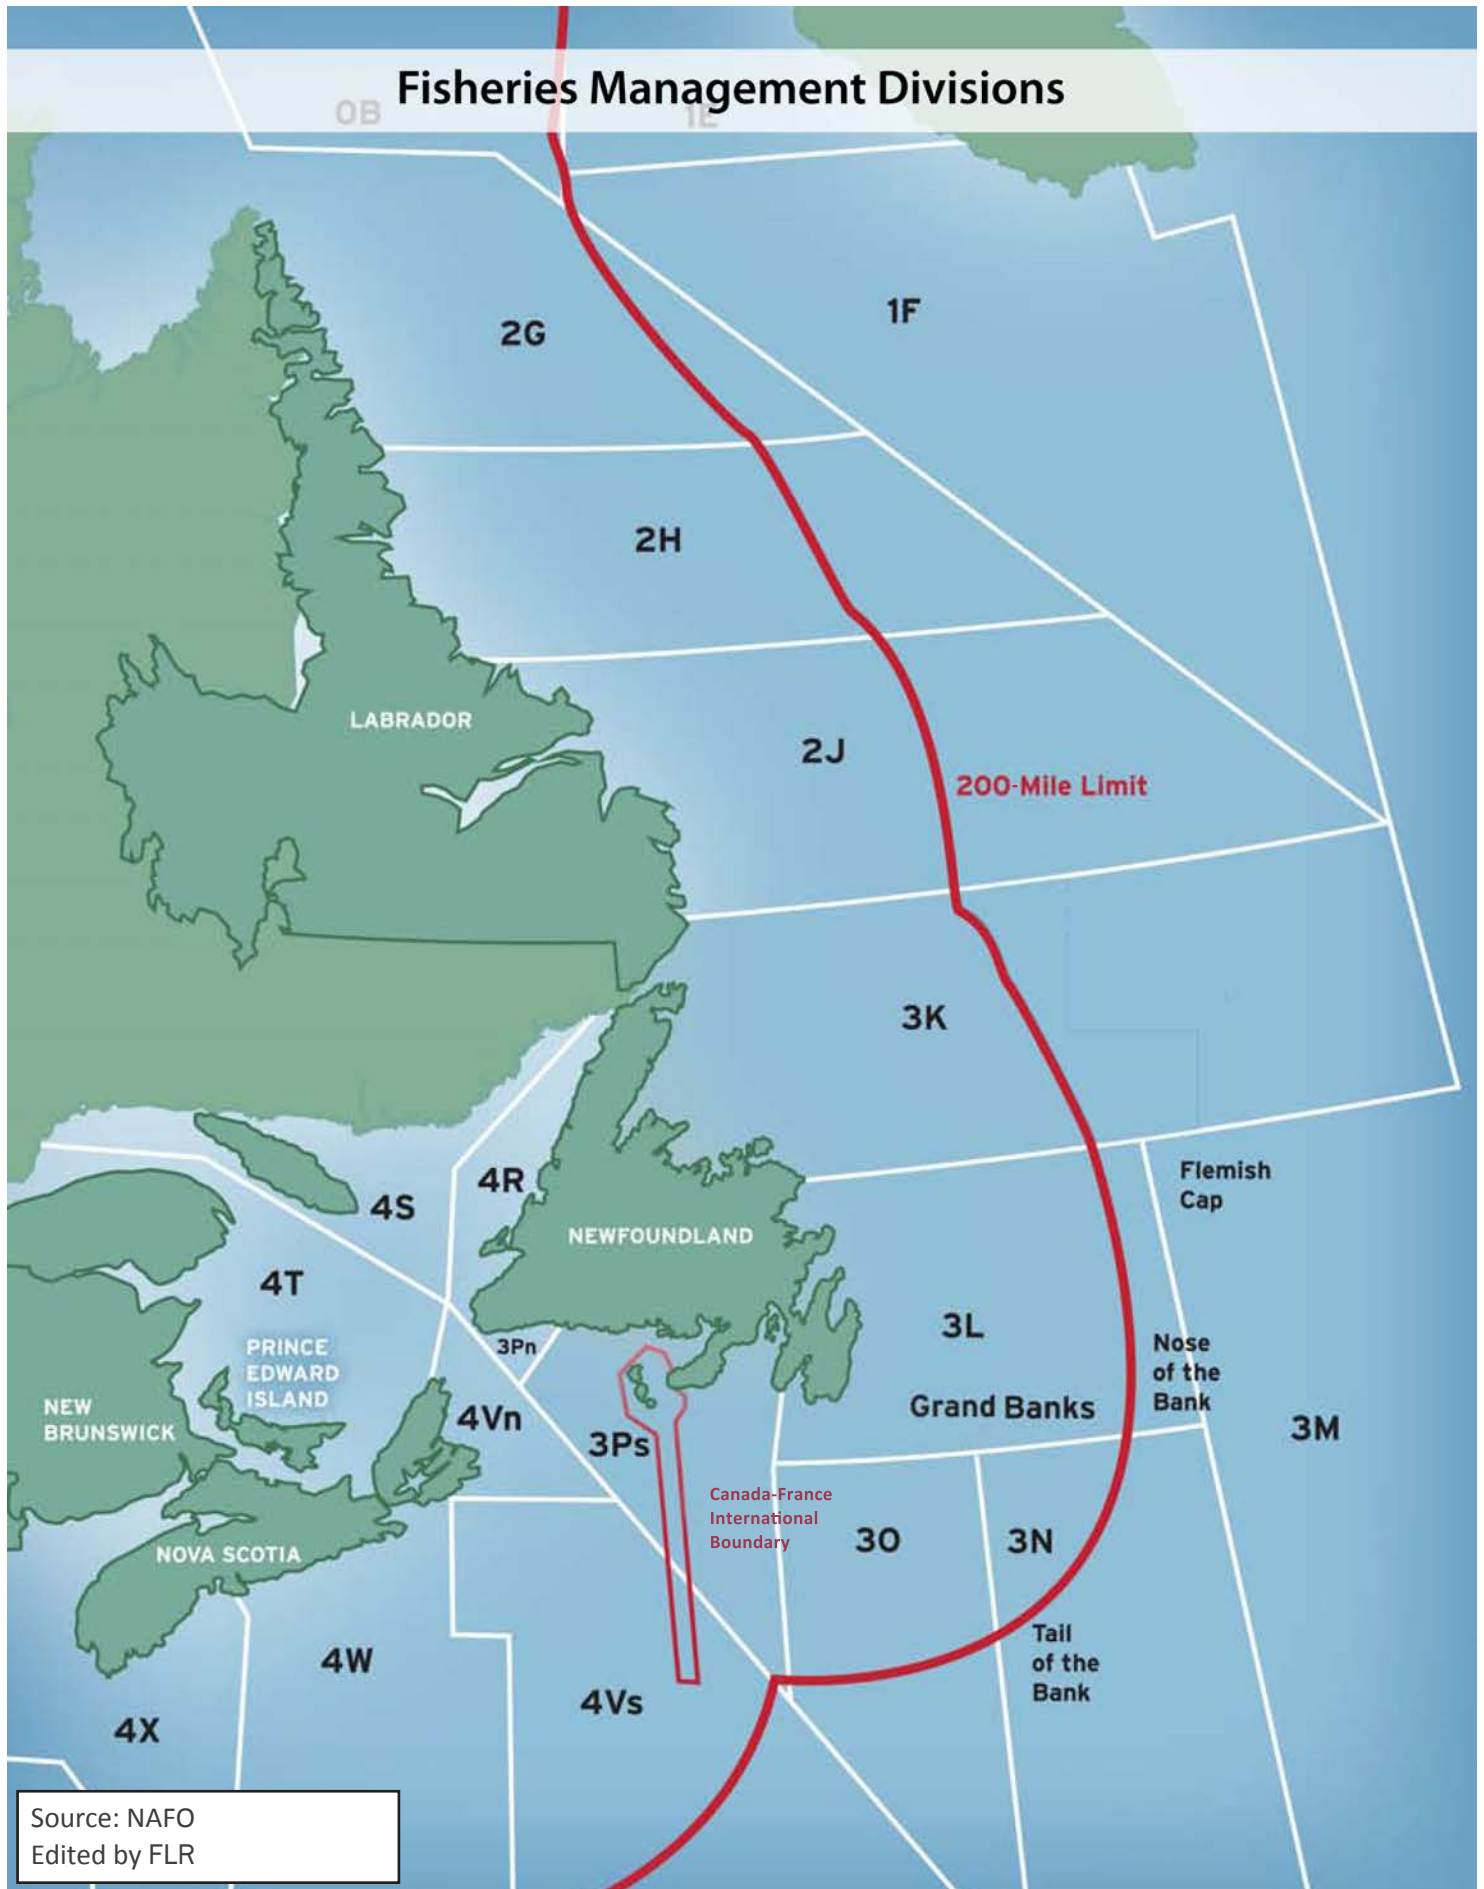 Fisheries Management Divisions
0B
1E
1F
2G
2H
LABRADOR
2J
200-Mile Limit
3K
Flemish
Cap
4R
4S
NEWFOUNDLAND
4T
3L
PRINCE
EDWARD
ISLAND
3Pn
Nose
of the
Bank
Grand Banks
NEW
BRUNSWICK
4Vn
3M
3Ps
Canada-France
International
Boundary
3O
3N
NOVA SCOTIA
Tail
of the
Bank
4W
4Vs
4X
Source: NAFO
Edited by FLR